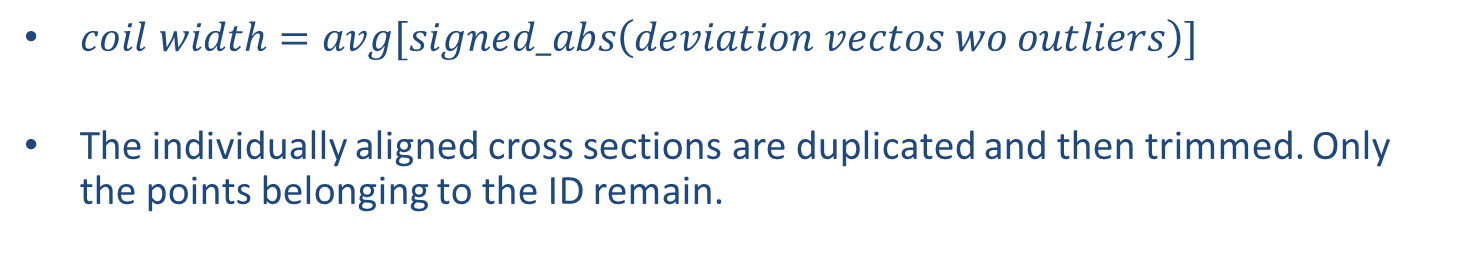 • coil width = avg[signed_abs(deviation vectos wo outliers)]
• The individually aligned cross sections are duplicated and then trimmed. Only
the points belonging to the ID remain.